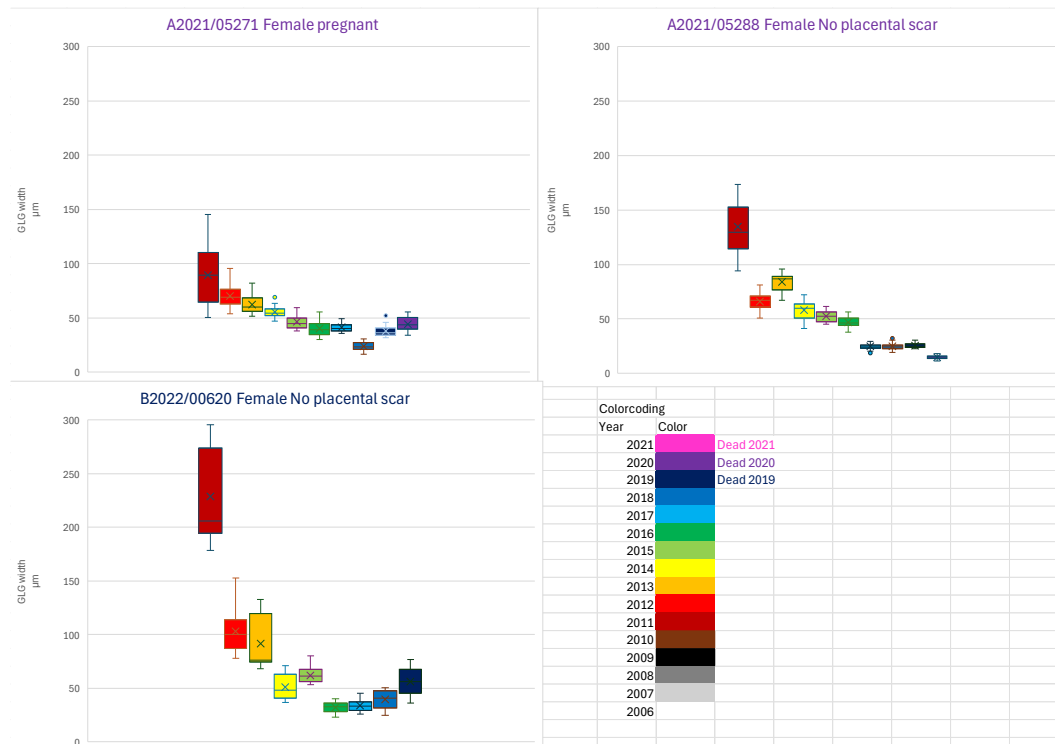 A2021/05271 Female pregnant
300
250
200
150
100
50
0
GLG width
µm
A2021/05288 Female No placental scar
300
250
200
150
100
50
0
GLG width
µm
B2022/00620 Female No placental scar
300
250
200
150
100
50
0
GLG width
µm
Colorcoding
Year Color
2021 Dead 2021
2020 Dead 2020
2019 Dead 2019
2018
2017
2016
2015
2014
2013
2012
2011
2010
2009
2008
2007
2006